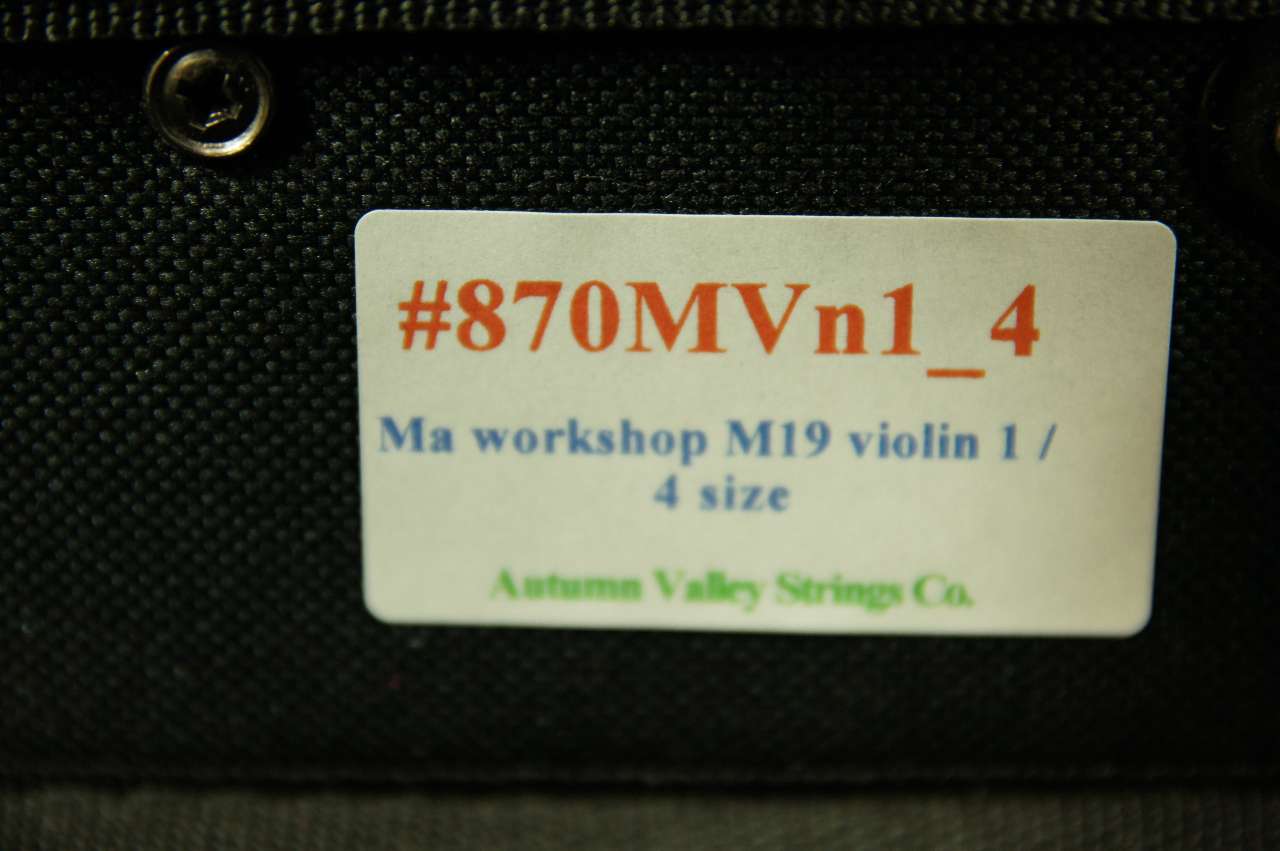 #870MVn1_4
Ma workshop M19 violin 1 /
4 size
Autumn Valley Strings Co.